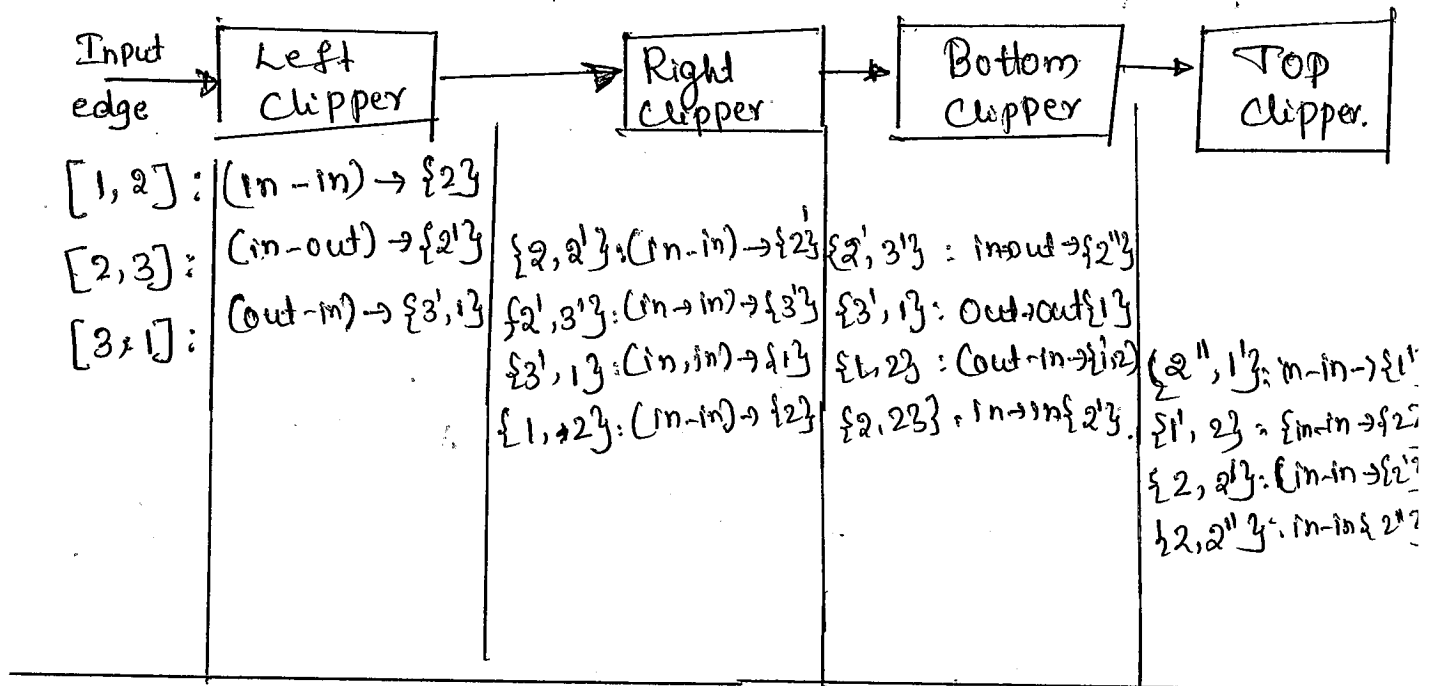 Input
edge
Left
Clipper
Right
Clipper
Bottom
Clipper
Top
Clipper.
[1, 2] :
[2, 3] :
[3, 1] :
(in - in) → {2}
(in-out) → {2'}
(out-in) → {3', 1}
{2, 2'} : (in-in) → {2'}
{2', 3'} : (in → in) → {3'}
{3', 1} : (in, in) → {1}
{1, 2} : (in-in) → {2}
{2', 3'} : in→out → {2"}
{3', 1} : out→out {1}
{1, 2} : (out-in → {1', 2}
{2, 2'} : in→in {2'}.
{2", 1'} : in-in → {1'
{1', 2} : {in-in → {2}
{2, 2'} : (in-in → {2'}
{2, 2"} : in-in {2"}